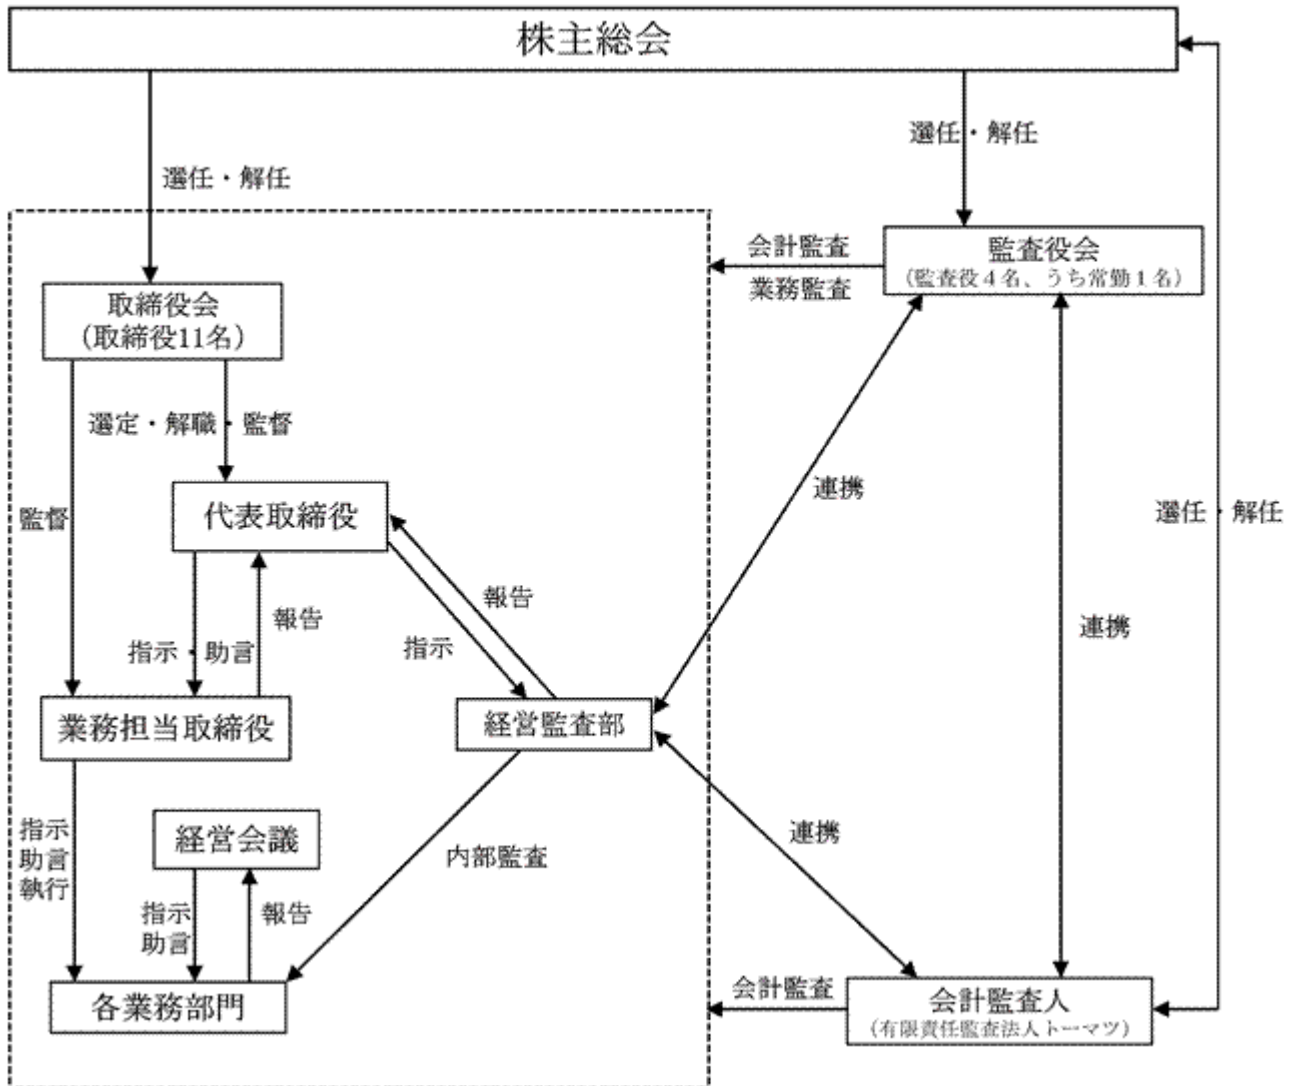 株主総会
選任・解任
選任・解任
会計監査
業務監査
監査役会
(監査役4名、うち常勤1名)
取締役会
(取締役11名)
選定・解職・監督
監督
代表取締役
連携
選任・解任
報告
指示
報告
指示・助言
連携
業務担当取締役
経営監査部
指示
助言
執行
経営会議
内部監査
連携
指示
助言
報告
各業務部門
会計監査
会計監査人
(有限責任監査法人トーマツ)